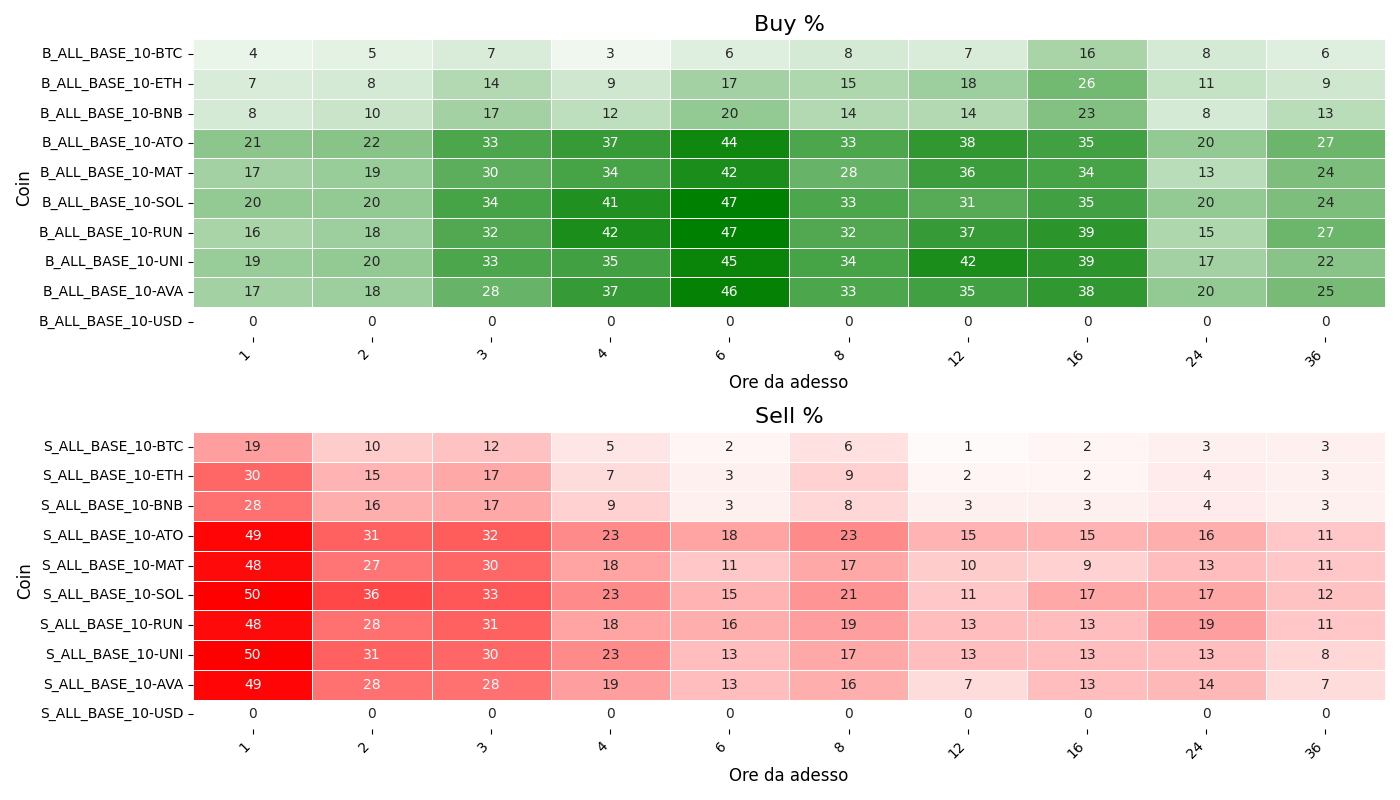 Buy %
Coin
B_ALL_BASE_10-BTC 4 5 7 3 6 8 7 16 8 6
B_ALL_BASE_10-ETH 7 8 14 9 17 15 18 26 11 9
B_ALL_BASE_10-BNB 8 10 17 12 20 14 14 23 8 13
B_ALL_BASE_10-ATO 21 22 33 37 44 33 38 35 20 27
B_ALL_BASE_10-MAT 17 19 30 34 42 28 36 34 13 24
B_ALL_BASE_10-SOL 20 20 34 41 47 33 31 35 20 24
B_ALL_BASE_10-RUN 16 18 32 42 47 32 37 39 15 27
B_ALL_BASE_10-UNI 19 20 33 35 45 34 42 39 17 22
B_ALL_BASE_10-AVA 17 18 28 37 46 33 35 38 20 25
B_ALL_BASE_10-USD 0 0 0 0 0 0 0 0 0 0
1 2 3 4 6 8 12 16 24 36
Ore da adesso
Sell %
Coin
S_ALL_BASE_10-BTC 19 10 12 5 2 6 1 2 3 3
S_ALL_BASE_10-ETH 30 15 17 7 3 9 2 2 4 3
S_ALL_BASE_10-BNB 28 16 17 9 3 8 3 3 4 3
S_ALL_BASE_10-ATO 49 31 32 23 18 23 15 15 16 11
S_ALL_BASE_10-MAT 48 27 30 18 11 17 10 9 13 11
S_ALL_BASE_10-SOL 50 36 33 23 15 21 11 17 17 12
S_ALL_BASE_10-RUN 48 28 31 18 16 19 13 13 19 11
S_ALL_BASE_10-UNI 50 31 30 23 13 17 13 13 13 8
S_ALL_BASE_10-AVA 49 28 28 19 13 16 7 13 14 7
S_ALL_BASE_10-USD 0 0 0 0 0 0 0 0 0 0
1 2 3 4 6 8 12 16 24 36
Ore da adesso